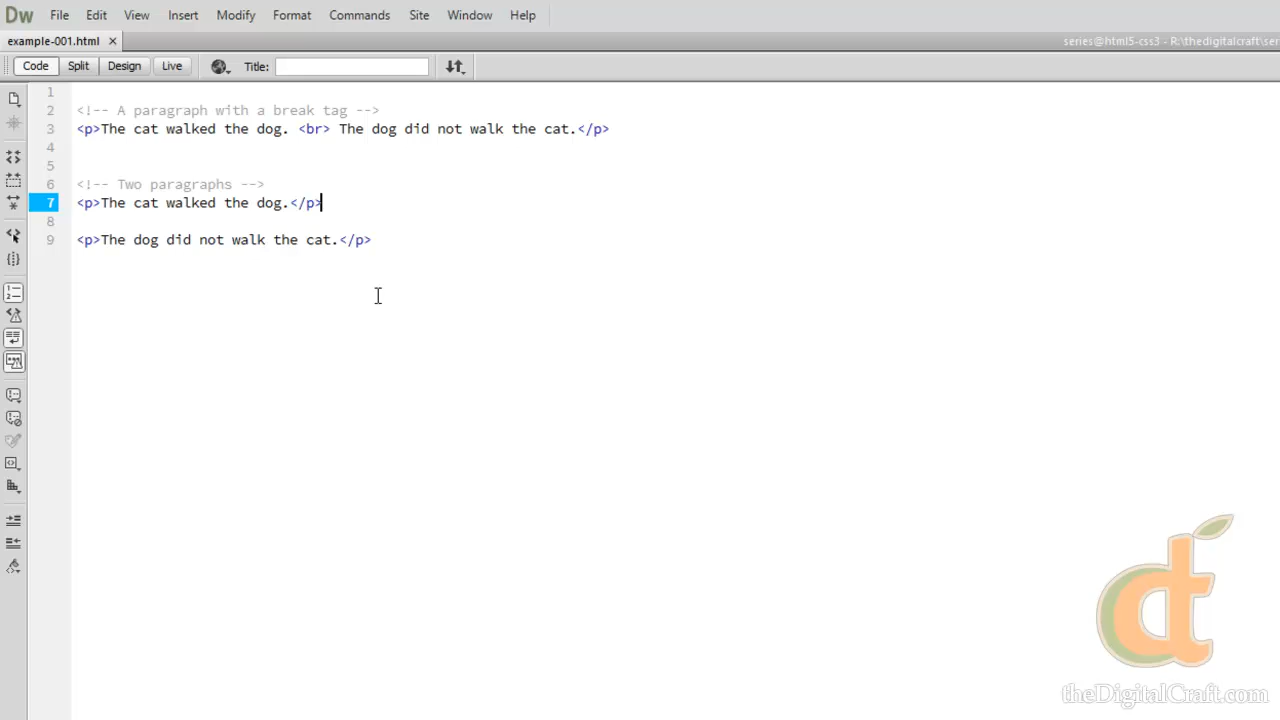 Dw File Edit View Insert Modify Format Commands Site Window Help
example-001.html × series@html5-css3 - R:\thedigitalcraft\ser
Code Split Design Live Title:
1
2 <!-- A paragraph with a break tag -->
3 <p>The cat walked the dog. <br> The dog did not walk the cat.</p>
4
5
6 <!-- Two paragraphs -->
7 <p>The cat walked the dog.</p>
8
9 <p>The dog did not walk the cat.</p>
dt
theDigitalCraft.com